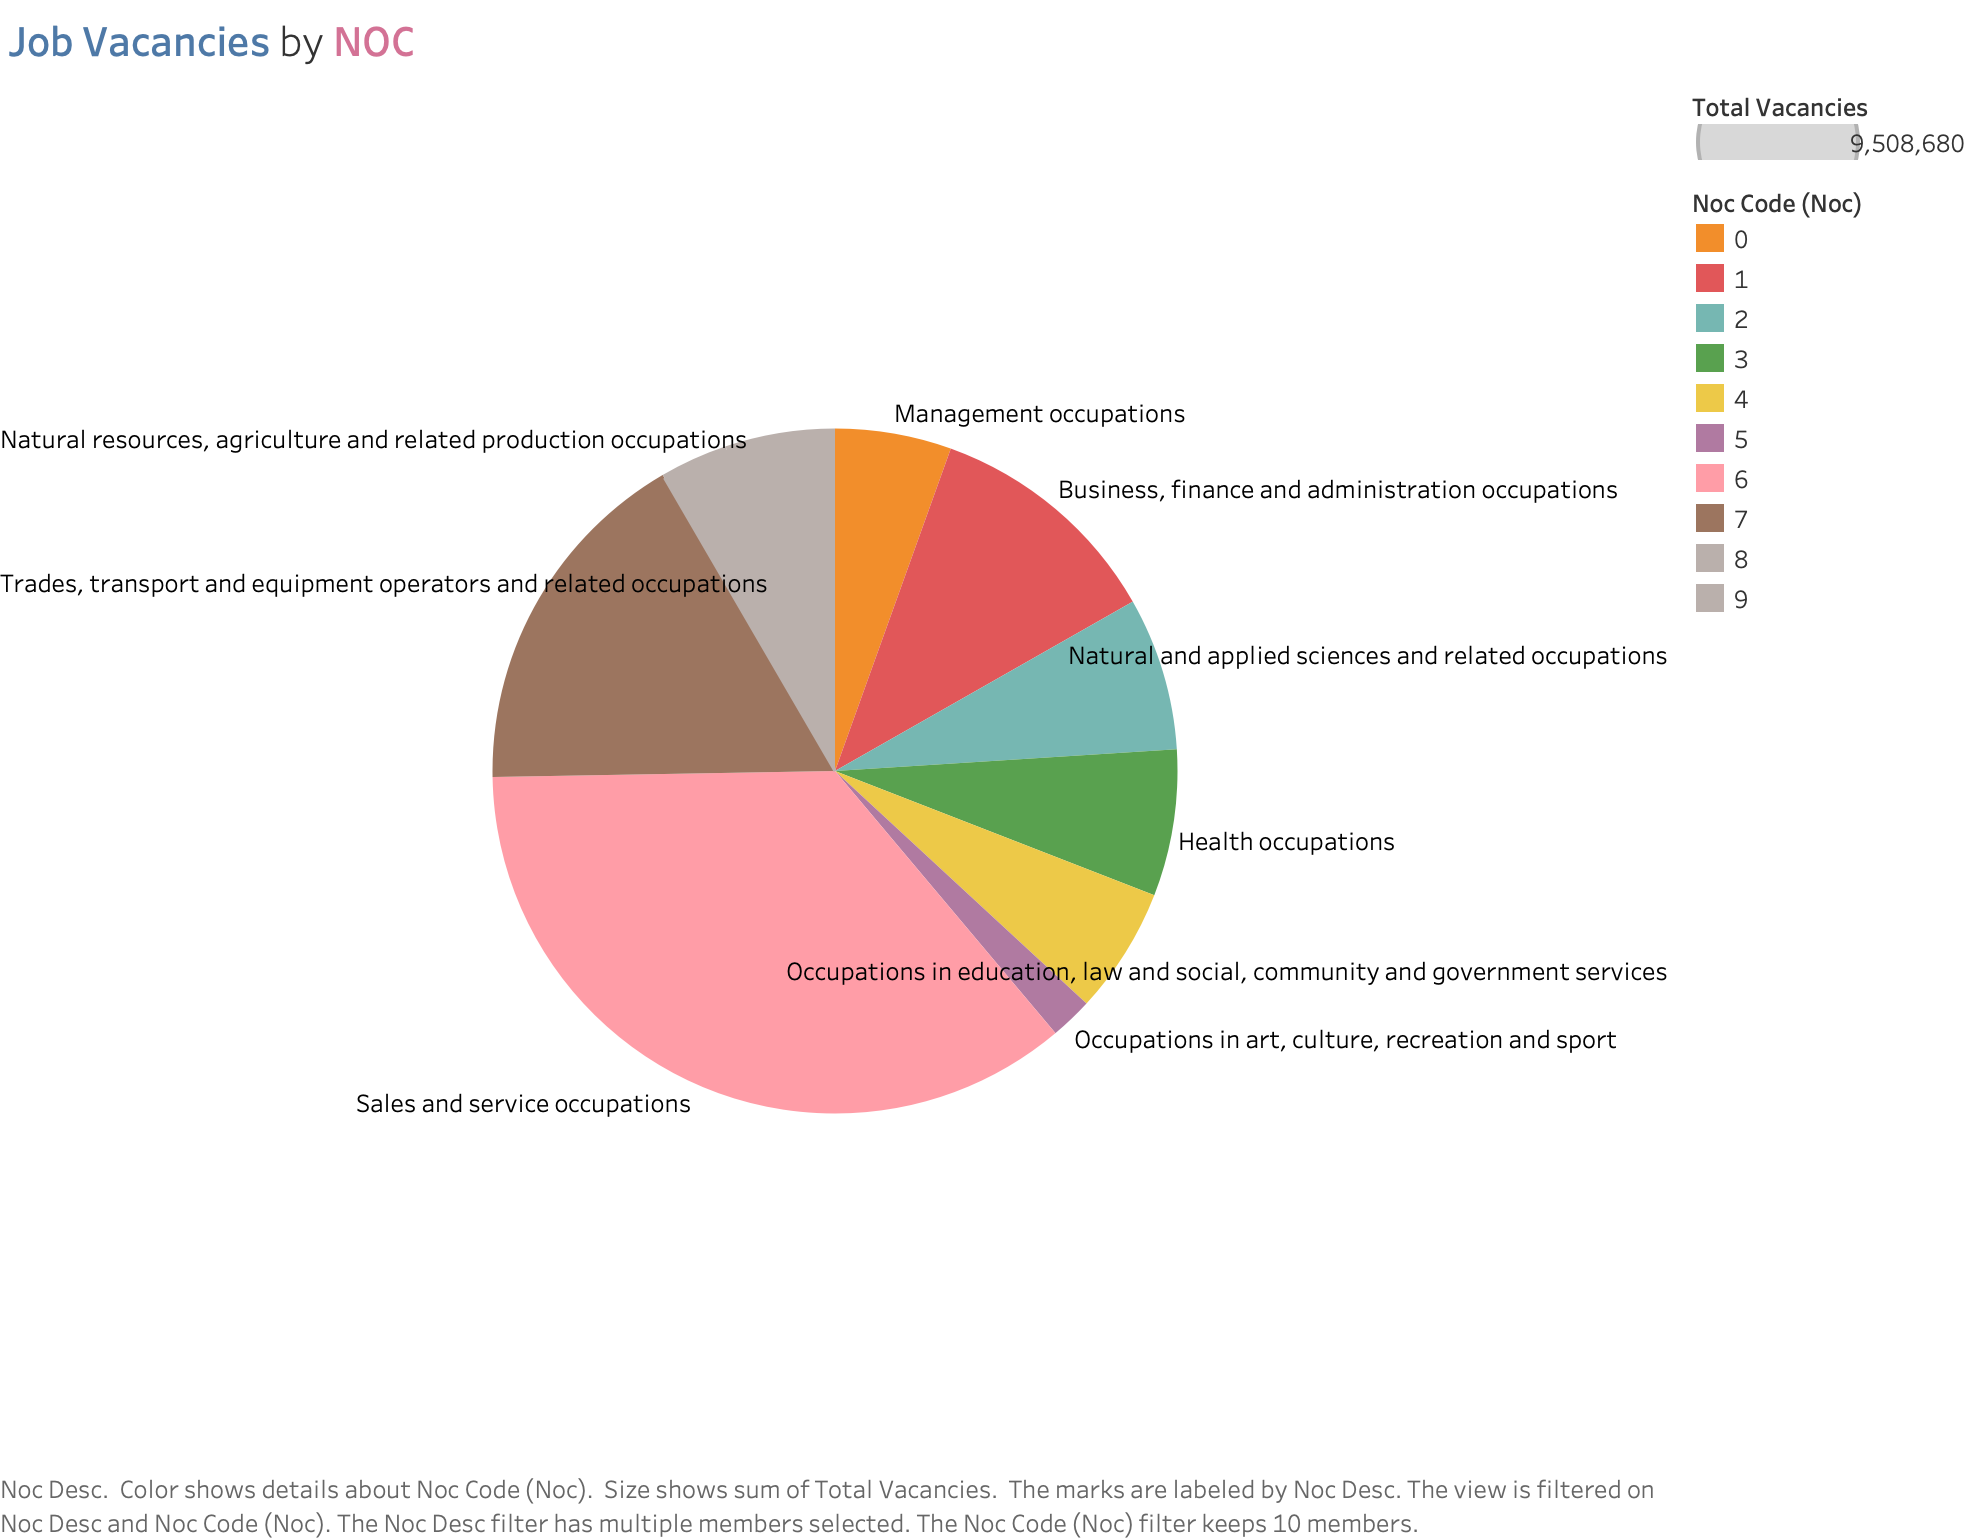 Job Vacancies by NOC
Total Vacancies
9,508,680
Noc Code (Noc)
0
1
2
3
4
5
6
7
8
9
Management occupations
Natural resources, agriculture and related production occupations
Business, finance and administration occupations
Trades, transport and equipment operators and related occupations
Natural and applied sciences and related occupations
Health occupations
Occupations in education, law and social, community and government services
Occupations in art, culture, recreation and sport
Sales and service occupations
Noc Desc.  Color shows details about Noc Code (Noc).  Size shows sum of Total Vacancies.  The marks are labeled by Noc Desc. The view is filtered on
Noc Desc and Noc Code (Noc). The Noc Desc filter has multiple members selected. The Noc Code (Noc) filter keeps 10 members.